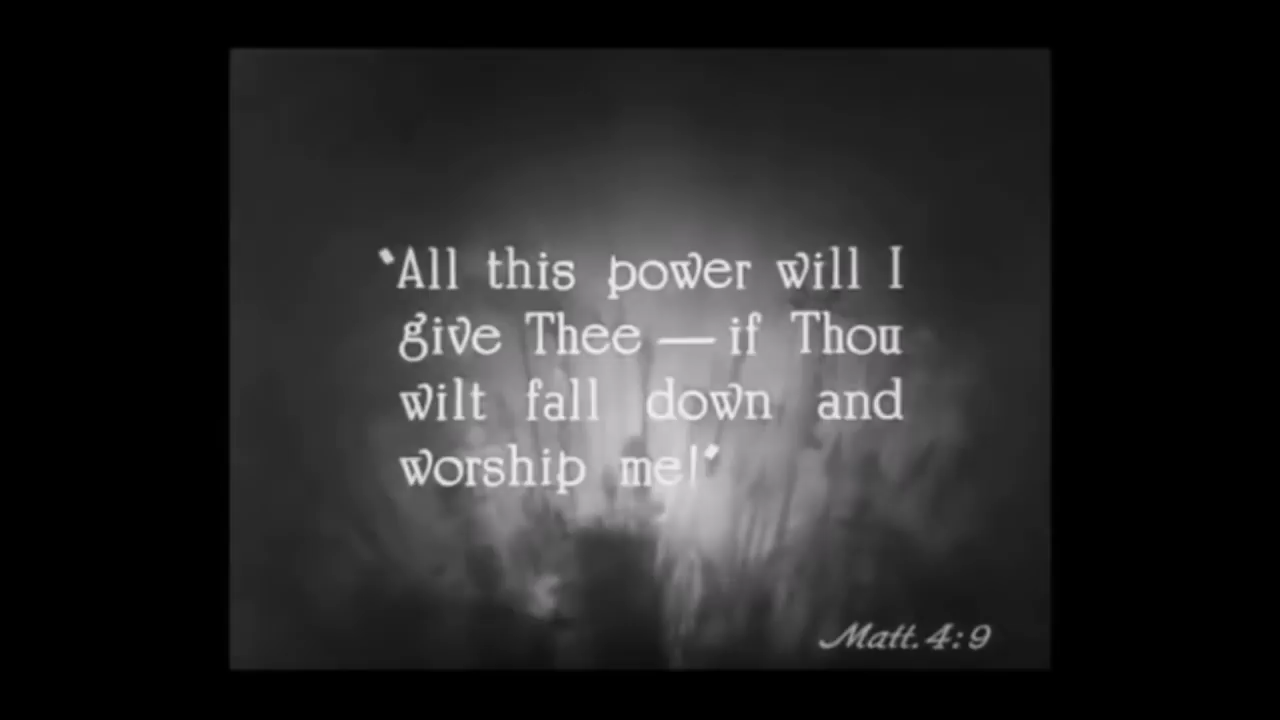 'All this power will I
give Thee — if Thou
wilt fall down and
worship me!'
Matt. 4:9